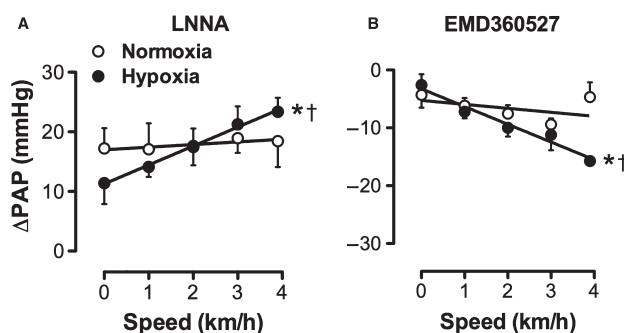 A LNNA
Normoxia
Hypoxia
ΔPAP (mmHg)
30
20
10
0
*†
0 1 2 3 4
Speed (km/h)
B EMD360527
0
−10
−20
−30
*†
0 1 2 3 4
Speed (km/h)